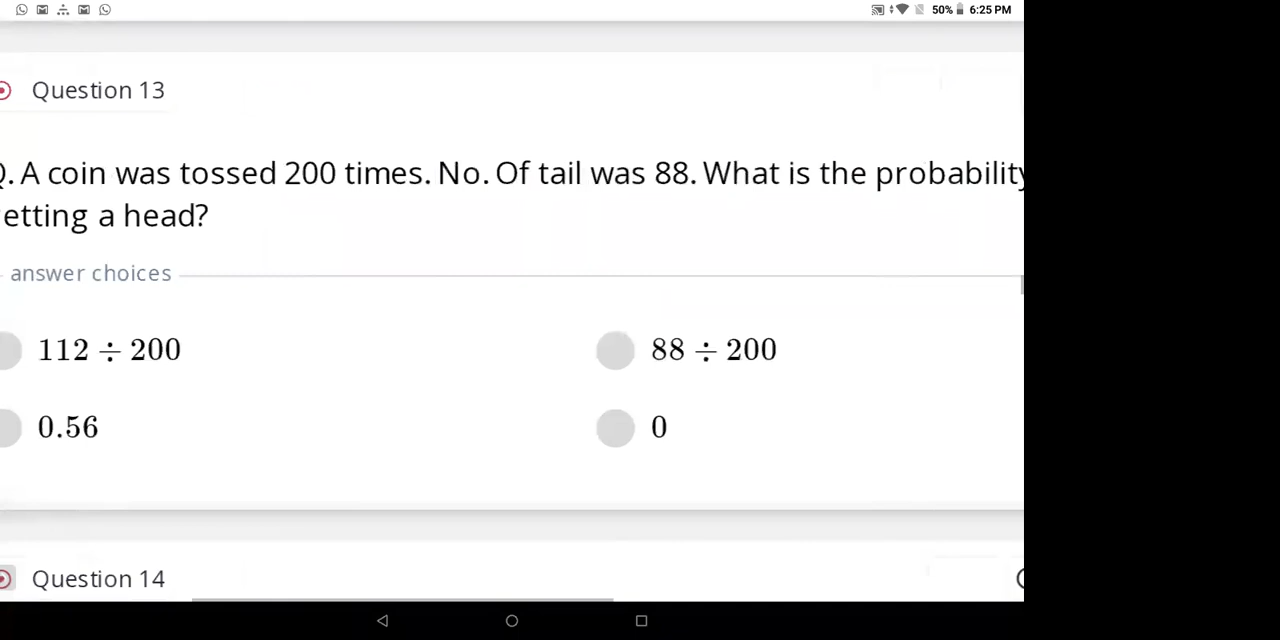 50% 6:25 PM
Question 13
. A coin was tossed 200 times. No. Of tail was 88. What is the probability
etting a head?
answer choices
112 ÷ 200
88 ÷ 200
0.56
0
Question 14